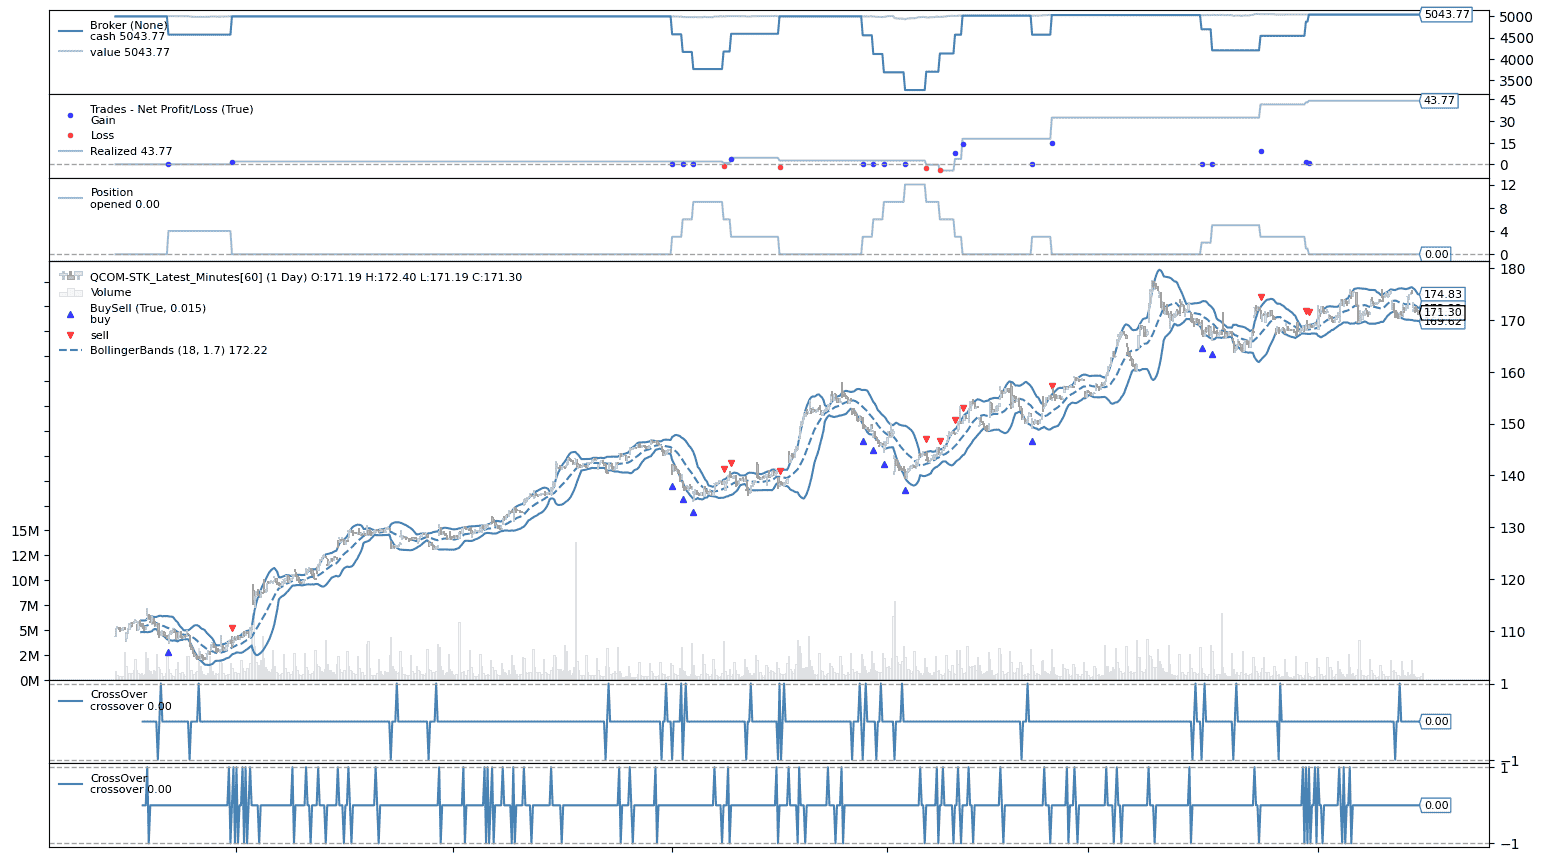 Broker (None)
cash 5043.77
value 5043.77
5043.77
5000
4500
4000
3500
Trades - Net Profit/Loss (True)
Gain
Loss
Realized 43.77
43.77
45
30
15
0
Position
opened 0.00
12
8
4
0
0.00
QCOM-STK_Latest_Minutes[60] (1 Day) O:171.19 H:172.40 L:171.19 C:171.30
Volume
BuySell (True, 0.015)
buy
sell
BollingerBands (18, 1.7) 172.22
180
174.83
171.30
169.62
170
160
150
140
130
120
110
15M
12M
10M
7M
5M
2M
0M
CrossOver
crossover 0.00
1
0.00
−1
CrossOver
crossover 0.00
1
0.00
−1